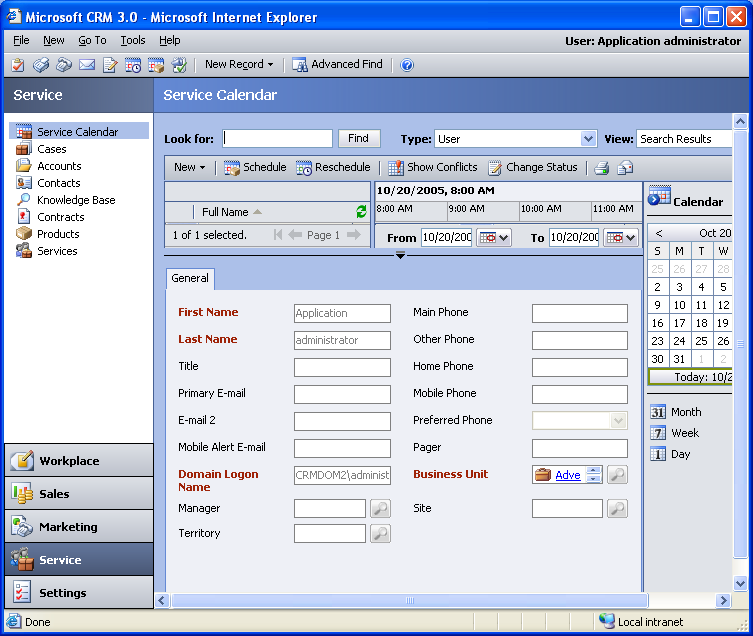 Microsoft CRM 3.0 - Microsoft Internet Explorer
File New Go To Tools Help User: Application administrator
New Record Advanced Find
Service
Service Calendar
Service Calendar
Cases
Accounts
Contacts
Knowledge Base
Contracts
Products
Services
Workplace
Sales
Marketing
Service
Settings
Look for: Find Type: User View: Search Results
New Schedule Reschedule Show Conflicts Change Status
Full Name
1 of 1 selected. Page 1
10/20/2005, 8:00 AM
8:00 AM 9:00 AM 10:00 AM 11:00 AM
From 10/20/200 To 10/20/200
General
First Name Application Main Phone
Last Name administrator Other Phone
Title Home Phone
Primary E-mail Mobile Phone
E-mail 2 Preferred Phone
Mobile Alert E-mail Pager
Domain Logon Name CRMDOM2\administ Business Unit Adve
Manager Site
Territory
Calendar
< Oct 20
S M T W
25 26 27 28
2 3 4 5
9 10 11 12
16 17 18 19
23 24 25 26
30 31 1 2
Today: 10/2
31 Month
7 Week
1 Day
Done Local intranet